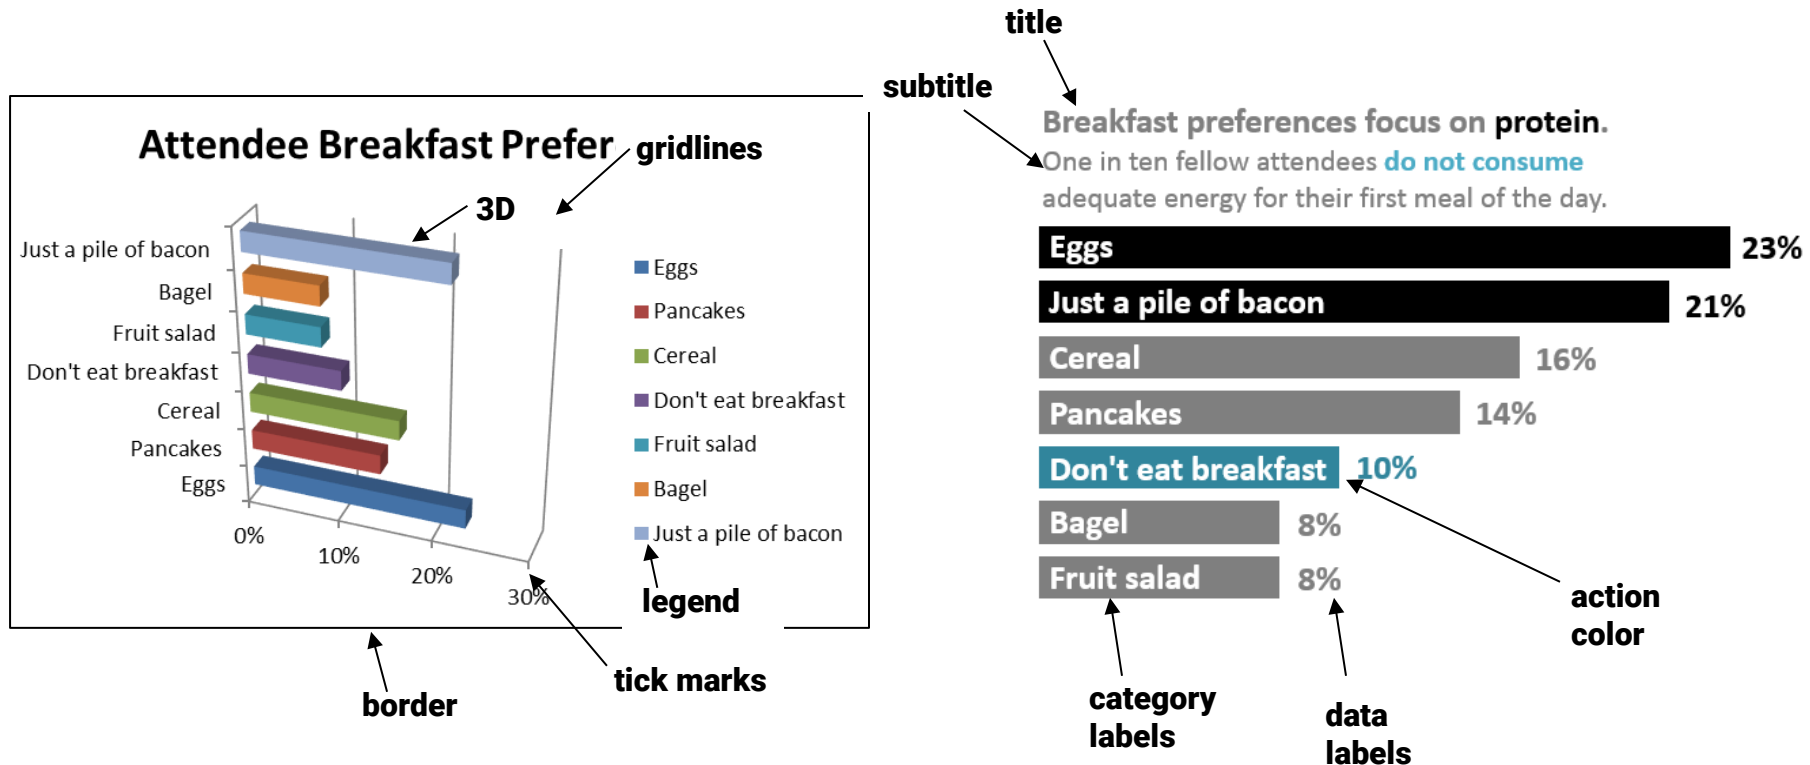 title
subtitle
Attendee Breakfast Prefer
gridlines
3D
Just a pile of bacon
Bagel
Fruit salad
Don't eat breakfast
Cereal
Pancakes
Eggs
0%
10%
20%
30%
Eggs
Pancakes
Cereal
Don't eat breakfast
Fruit salad
Bagel
Just a pile of bacon
legend
tick marks
border
Breakfast preferences focus on protein.
One in ten fellow attendees do not consume
adequate energy for their first meal of the day.
Eggs 23%
Just a pile of bacon 21%
Cereal 16%
Pancakes 14%
Don't eat breakfast 10%
Bagel 8%
Fruit salad 8%
action
color
category
labels
data
labels